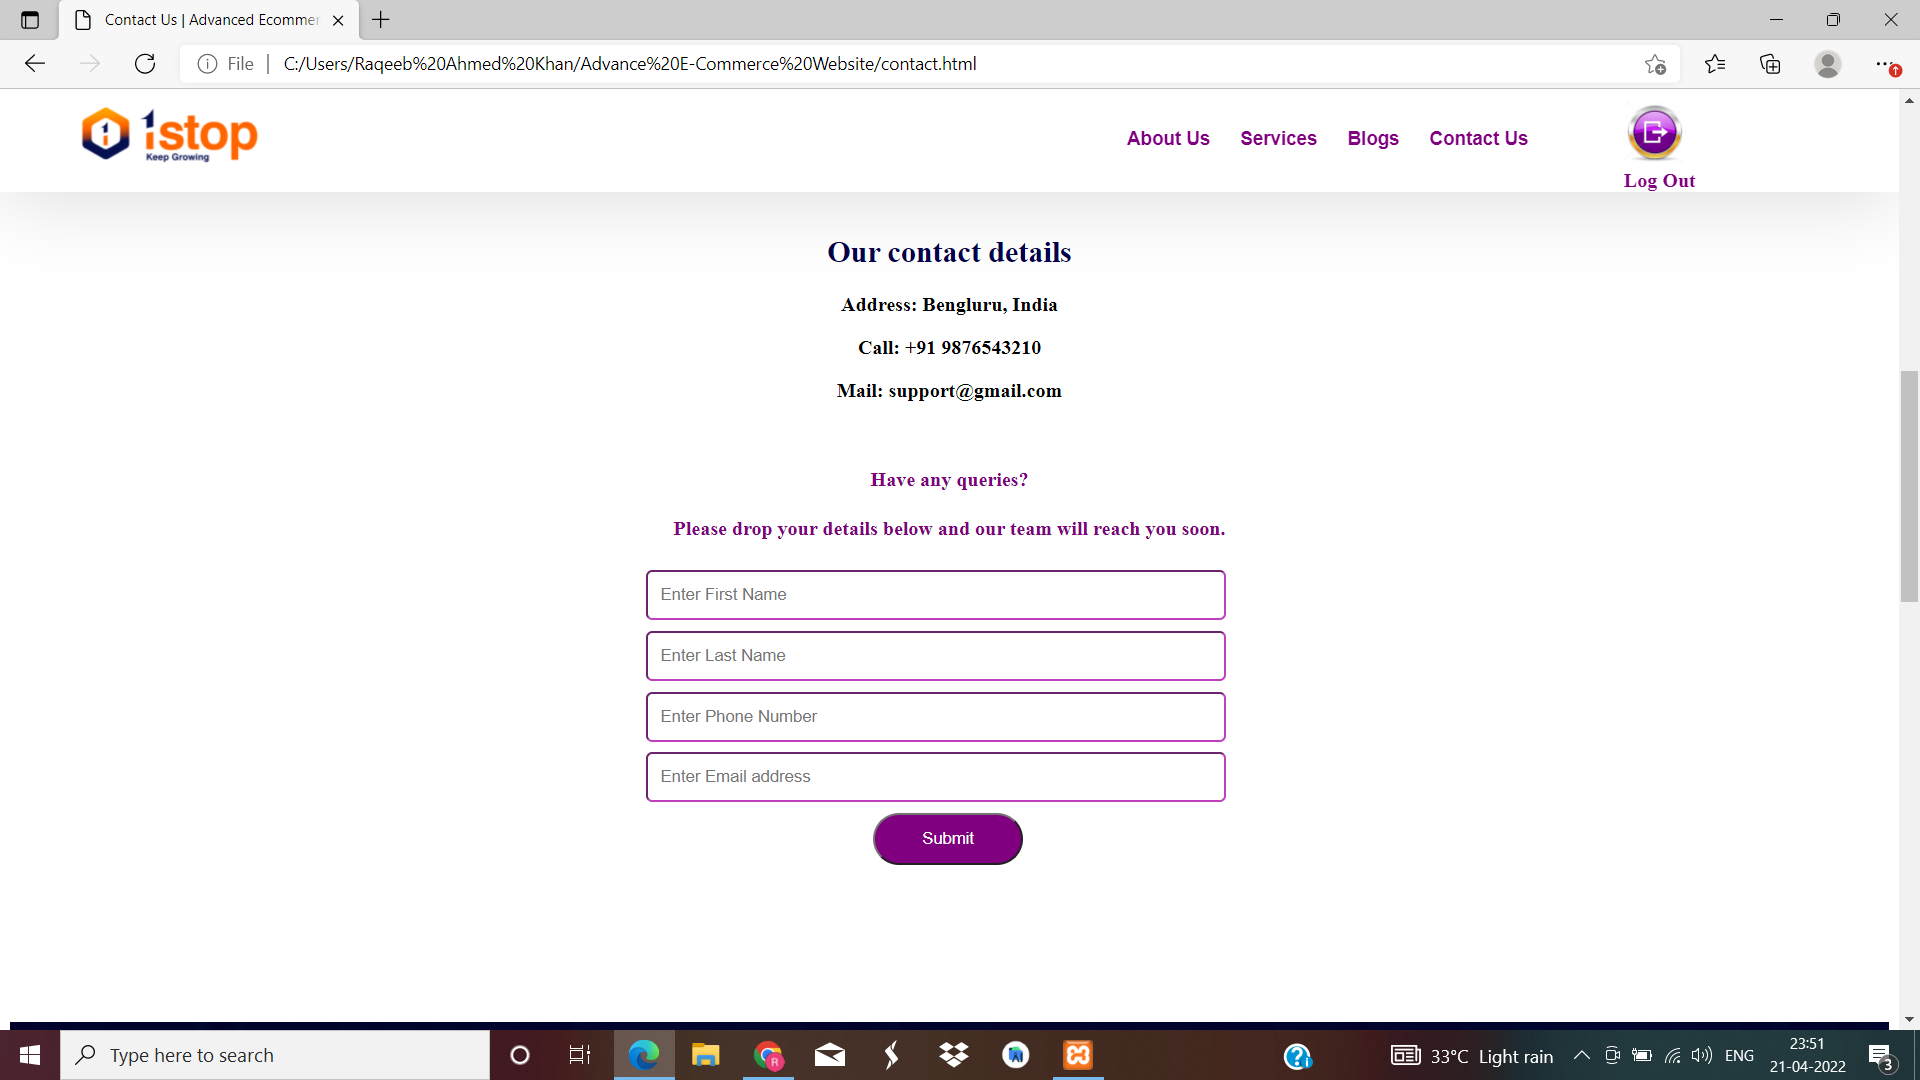 Contact Us | Advanced Ecommer
File
C:/Users/Raqeeb%20Ahmed%20Khan/Advance%20E-Commerce%20Website/contact.html
1stop
Keep Growing
About Us Services Blogs Contact Us
Log Out
Our contact details
Address: Bengluru, India
Call: +91 9876543210
Mail: support@gmail.com
Have any queries?
Please drop your details below and our team will reach you soon.
Enter First Name
Enter Last Name
Enter Phone Number
Enter Email address
Submit
Type here to search
R
33°C Light rain
ENG
23:51
21-04-2022
3